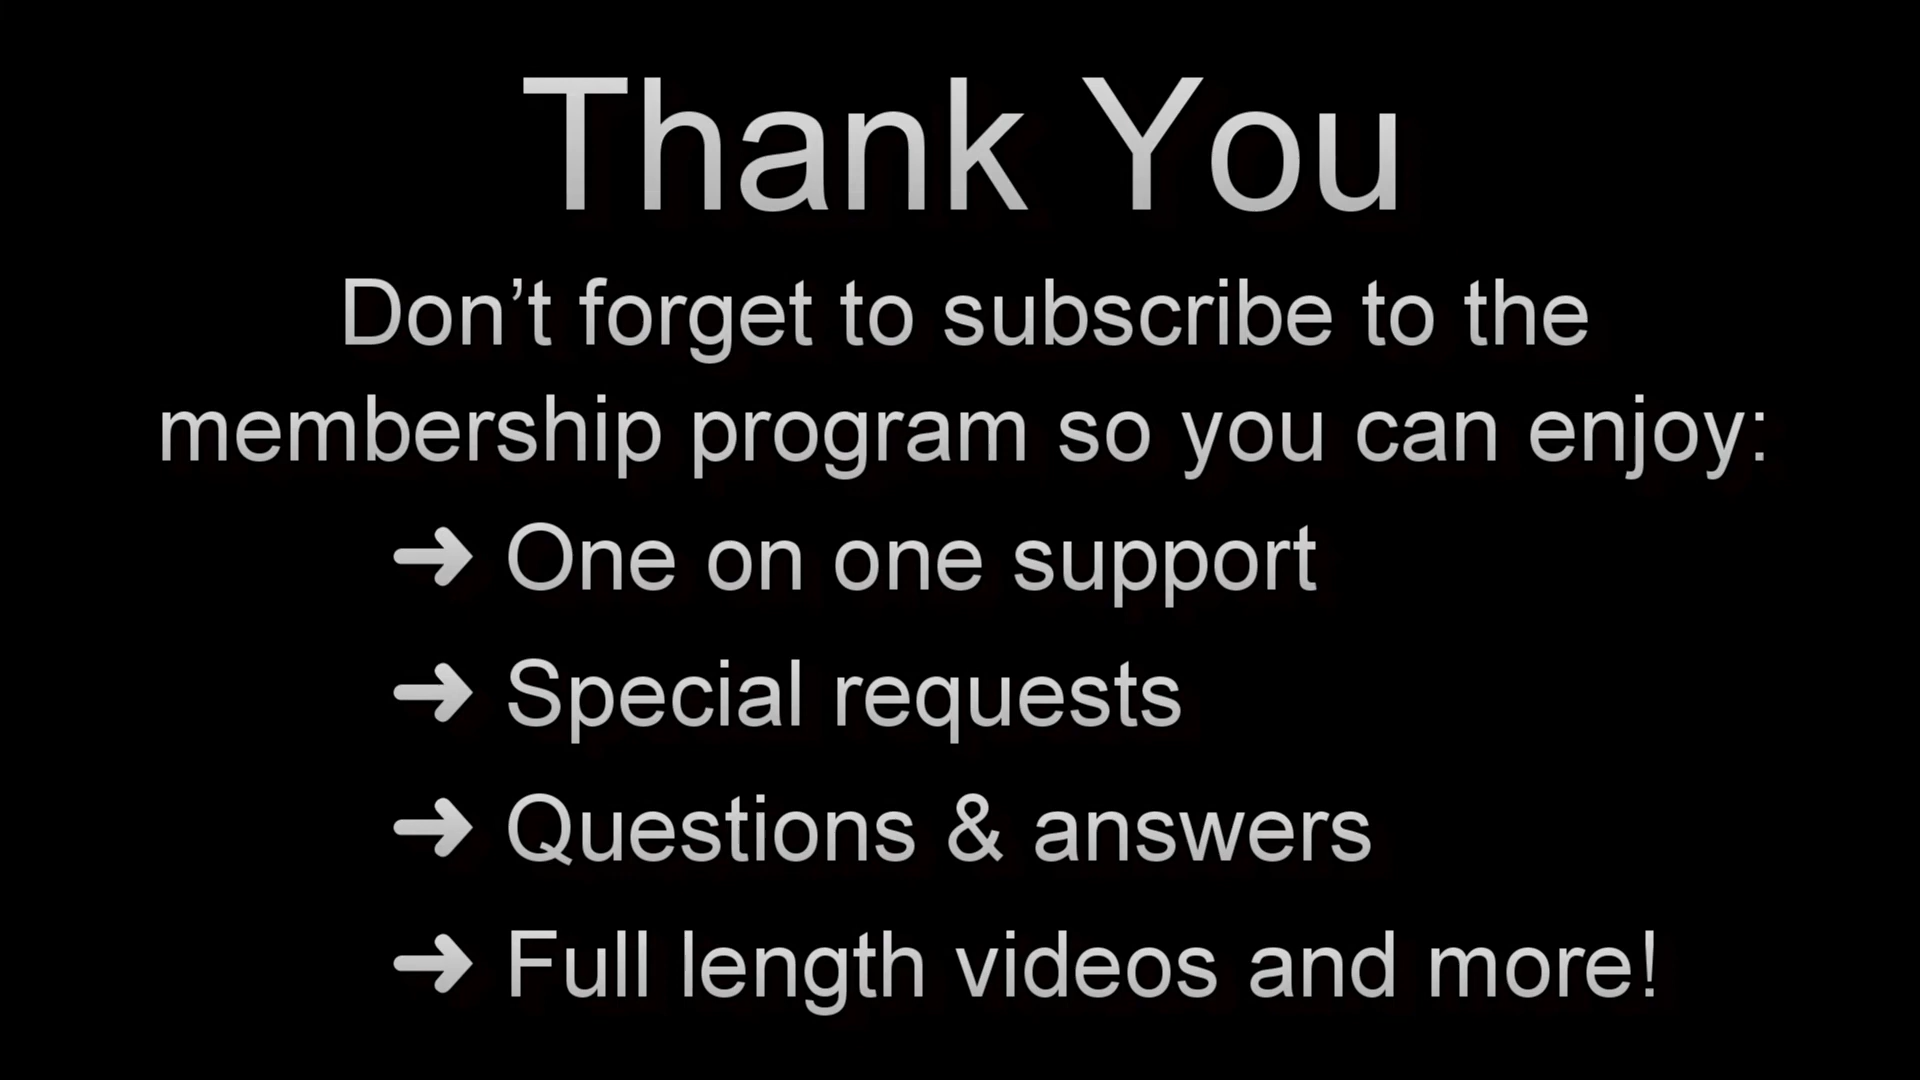 Thank You
Don’t forget to subscribe to the
membership program so you can enjoy:
➜ One on one support
➜ Special requests
➜ Questions & answers
➜ Full length videos and more!